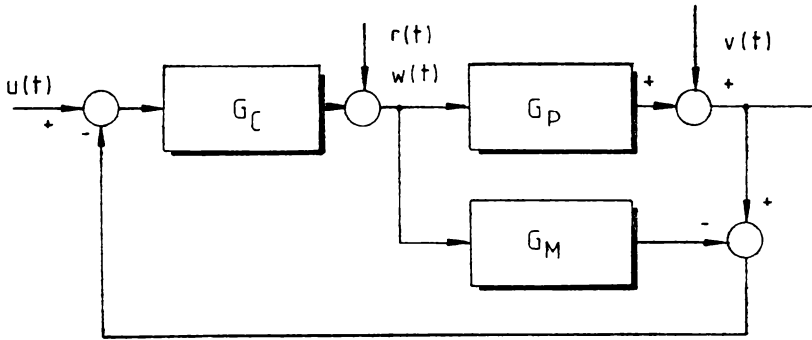 r(t)
v(t)
u(t)
w(t)
+
-
G_C
+
G_P
+
+
-
G_M